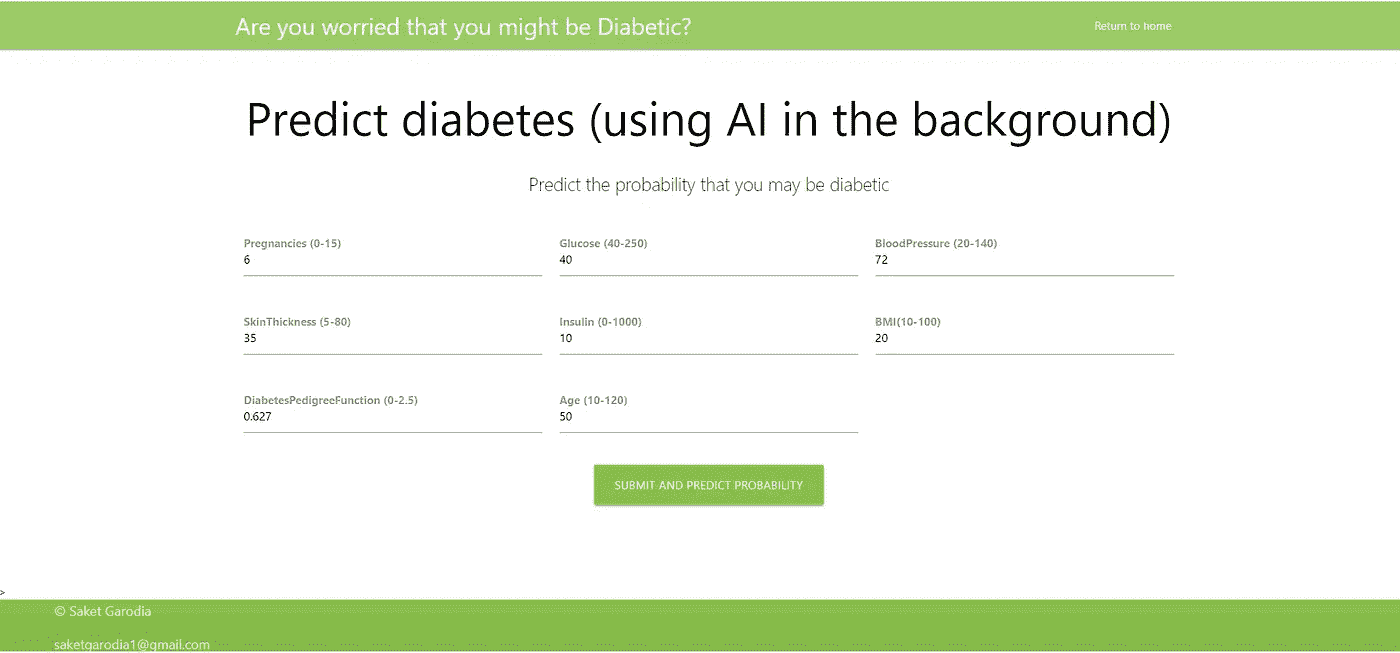 Are you worried that you might be Diabetic?
Return to home
Predict diabetes (using AI in the background)
Predict the probability that you may be diabetic
Pregnancies (0-15)
6
Glucose (40-250)
40
BloodPressure (20-140)
72
SkinThickness (5-80)
35
Insulin (0-1000)
10
BMI(10-100)
20
DiabetesPedigreeFunction (0-2.5)
0.627
Age (10-120)
50
SUBMIT AND PREDICT PROBABILITY
>
© Saket Garodia
saketgarodia1@gmail.com